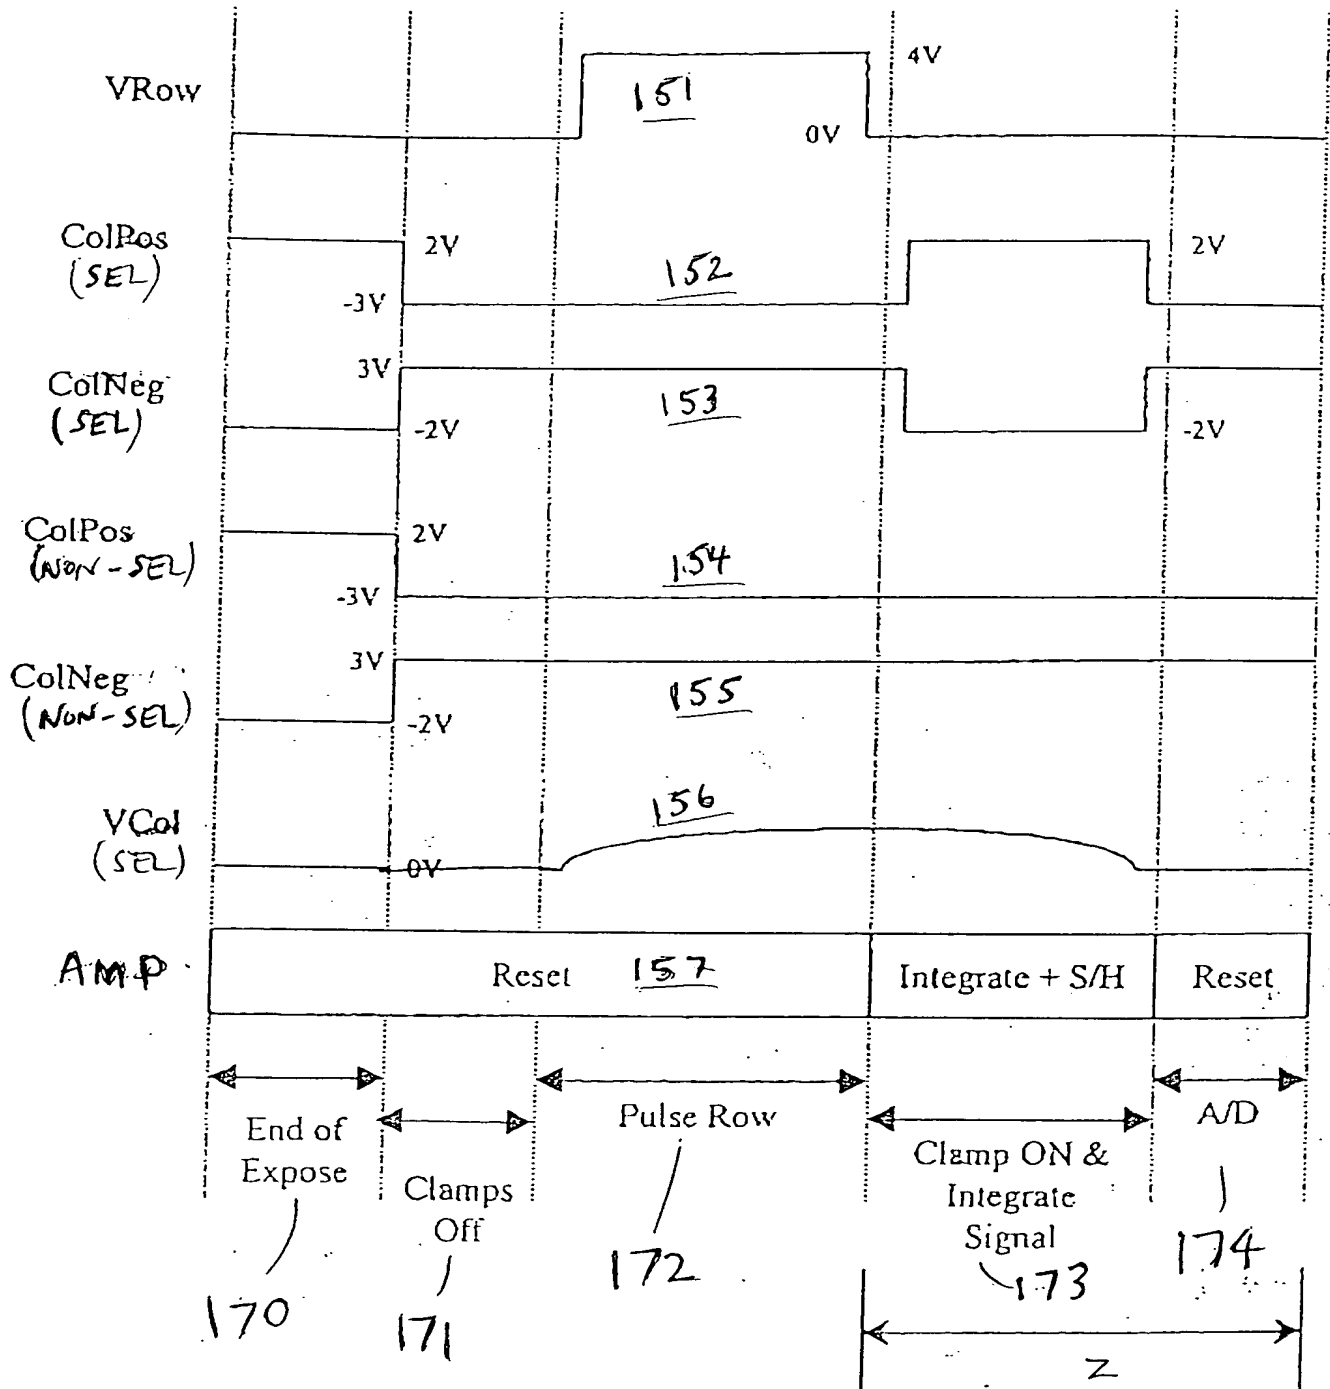 VRow
151
4V
0V
ColPos
(SEL)
2V
-3V
152
2V
ColNeg
(SEL)
3V
-2V
153
-2V
ColPos
(NON-SEL)
2V
-3V
154
ColNeg
(NON-SEL)
3V
-2V
155
VCol
(SEL)
0V
156
AMP
Reset
157
Integrate + S/H
Reset
End of
Expose
Clamps
Off
Pulse Row
Clamp ON &
Integrate
Signal
A/D
170
171
172
173
174
Z